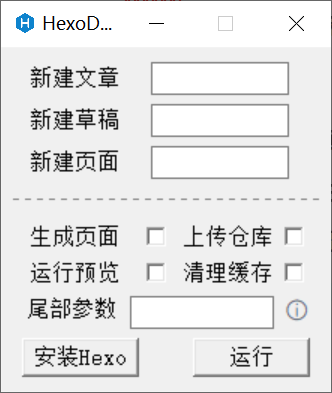 HexoD...
新建文章
新建草稿
新建页面
生成页面 上传仓库
运行预览 清理缓存
尾部参数
安装Hexo 运行